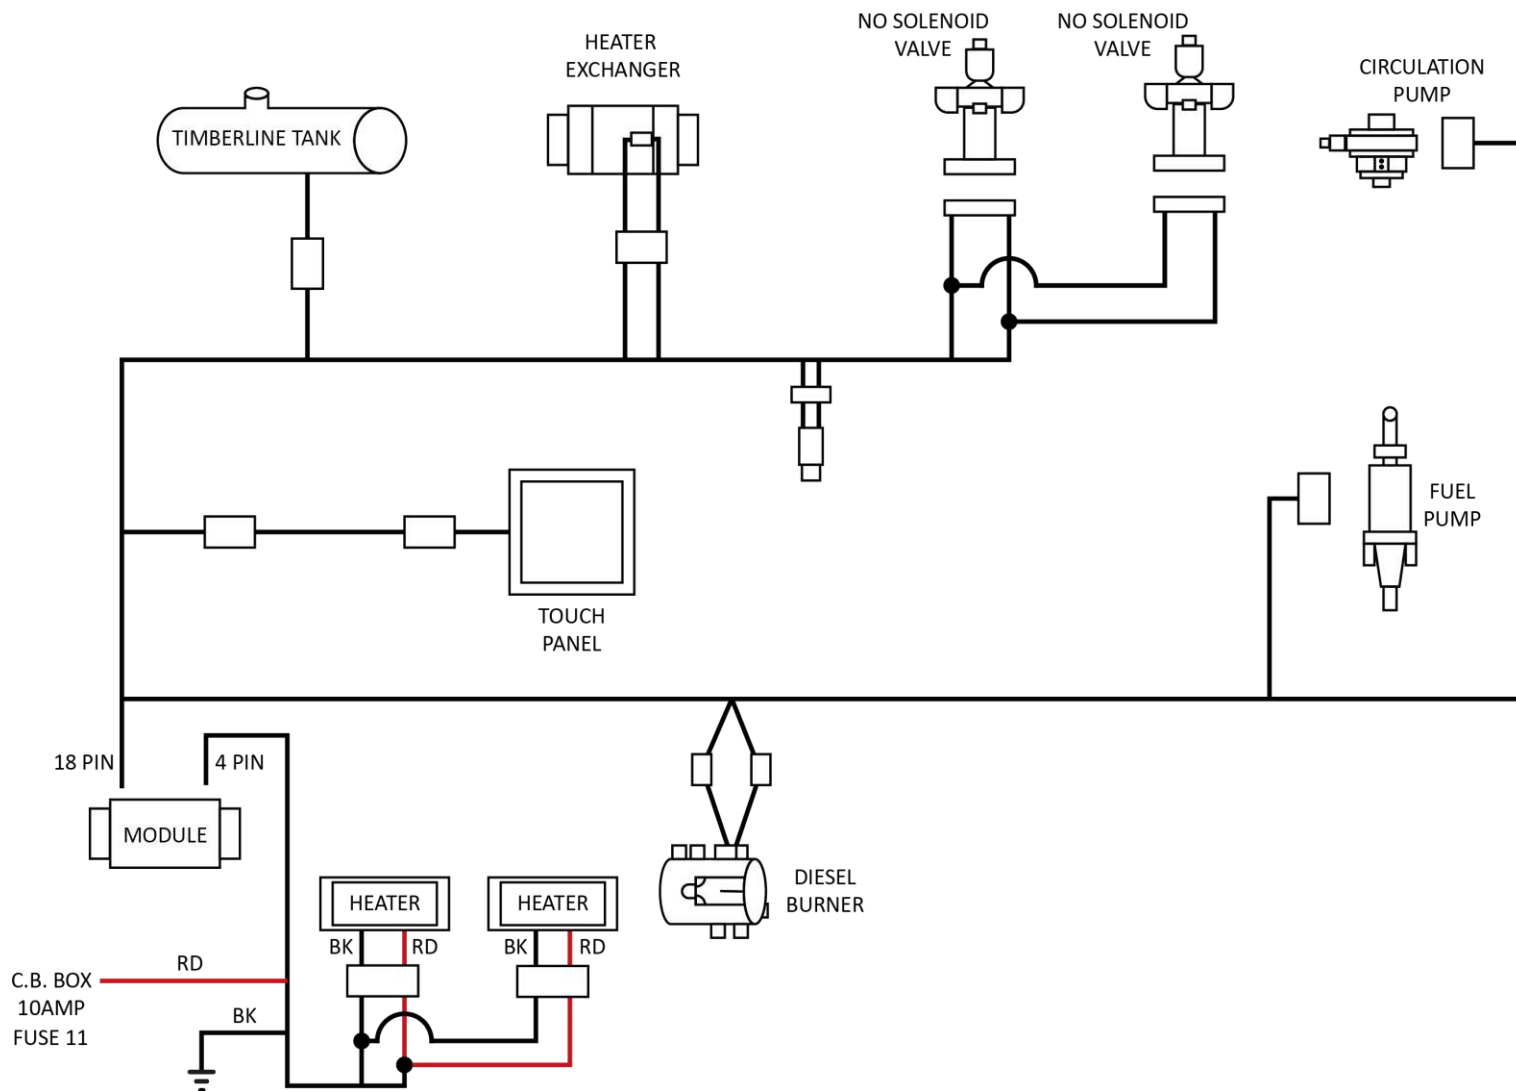 NO SOLENOID
VALVE
NO SOLENOID
VALVE
HEATER
EXCHANGER
CIRCULATION
PUMP
TIMBERLINE TANK
FUEL
PUMP
TOUCH
PANEL
18 PIN
4 PIN
MODULE
DIESEL
BURNER
HEATER
HEATER
BK
RD
BK
RD
RD
C.B. BOX
10AMP
FUSE 11
BK